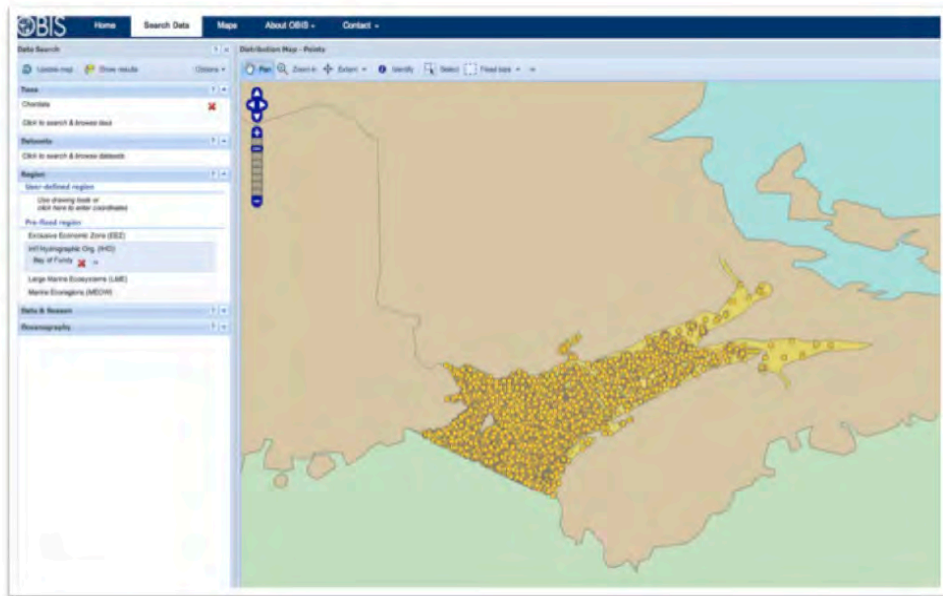 OBIS Home Search Data Maps About OBIS Contact
Data Search ? «
Distribution Map - Points
Update map Show results Options
Pan Zoom in Extent Identify Select Fixed size
Taxa ?
Chordata
Click to search & browse taxa
Datasets ?
Click to search & browse datasets
Region ?
User-defined region
Use drawing tools or
click here to enter coordinates
Pre-fixed region
Exclusive Economic Zone (EEZ)
Int'l Hydrographic Org. (IHO)
Bay of Fundy
Large Marine Ecosystems (LME)
Marine Ecoregions (MEOW)
Date & Season ?
Oceanography ?